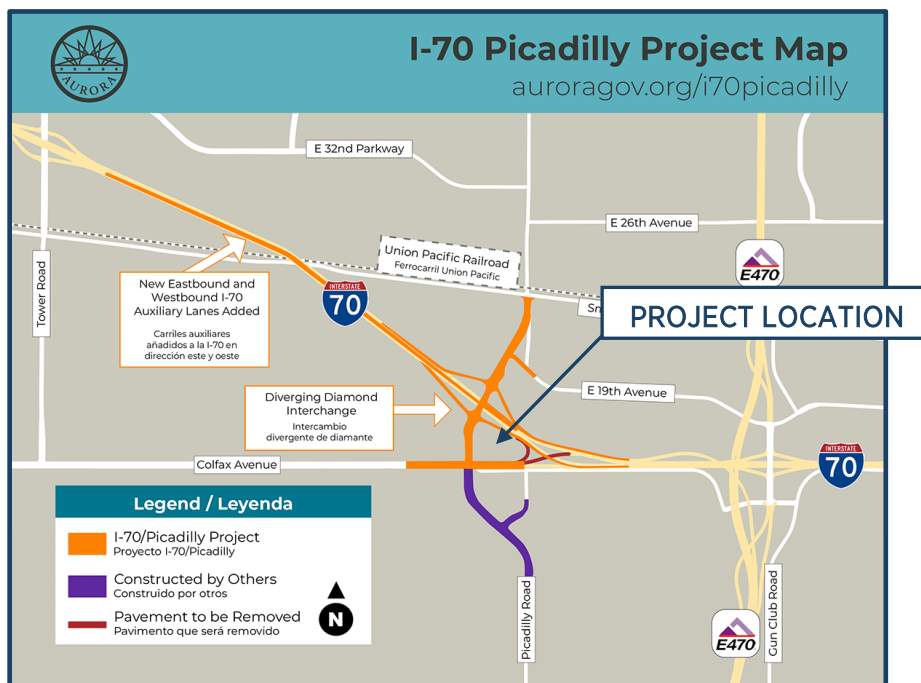 AURORA
I-70 Picadilly Project Map
auroragov.org/i70picadilly
E 32nd Parkway
E 26th Avenue
Union Pacific Railroad
Ferrocarril Union Pacific
E470
Tower Road
New Eastbound and
Westbound I-70
Auxiliary Lanes Added
Carriles auxiliares
añadidos a la I-70 en
dirección este y oeste
INTERSTATE
70
PROJECT LOCATION
Diverging Diamond
Interchange
Intercambio
divergente de diamante
E 19th Avenue
Colfax Avenue
INTERSTATE
70
Legend / Leyenda
I-70/Picadilly Project
Proyecto I-70/Picadilly
Constructed by Others
Construido por otros
Pavement to be Removed
Pavimento que será removido
N
Picadilly Road
E470
Gun Club Road